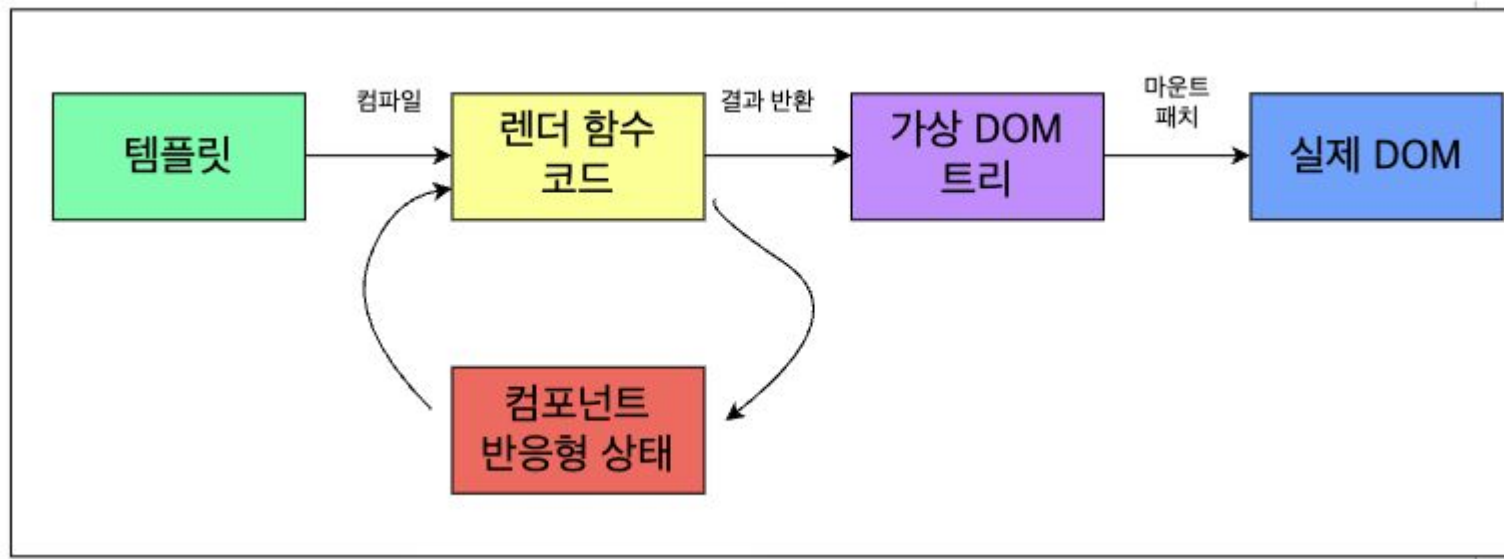 템플릿
컴파일
렌더 함수
코드
결과 반환
가상 DOM
트리
마운트
패치
실제 DOM
컴포넌트
반응형 상태